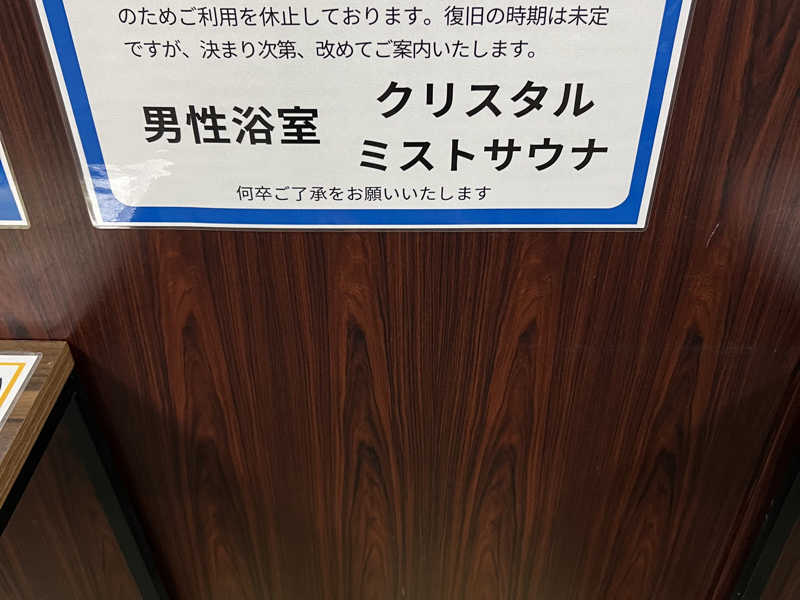 のためご利用を休止しております。復旧の時期は未定
ですが、決まり次第、改めてご案内いたします。
男性浴室
クリスタル
ミストサウナ
何卒ご了承をお願いいたします